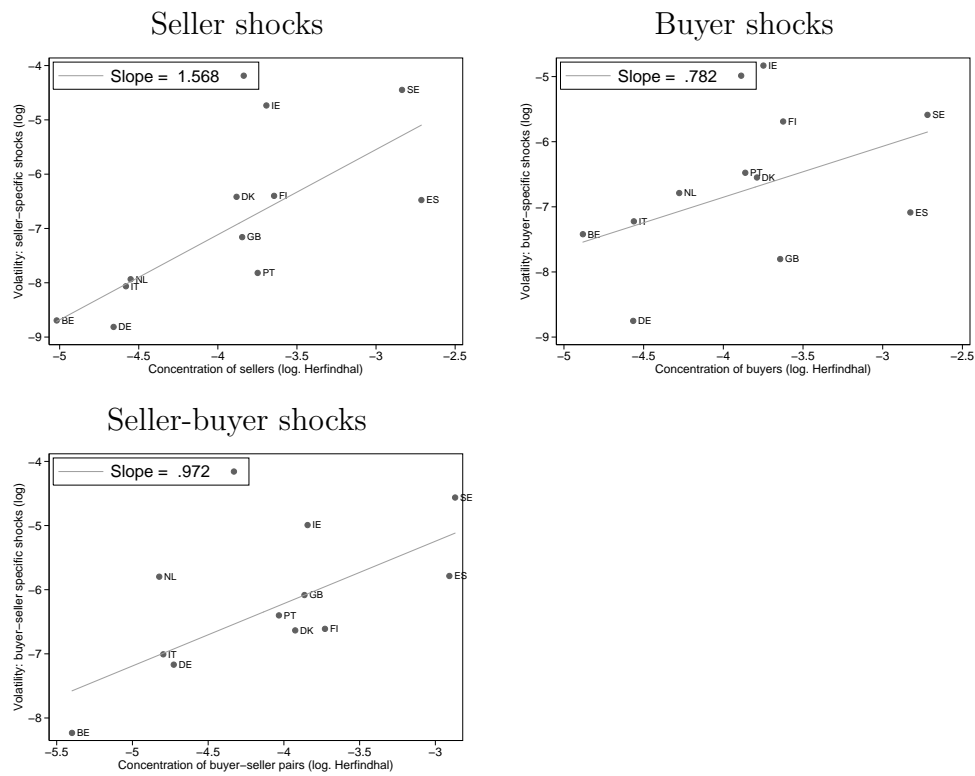 Seller shocks
Slope = 1.568
Volatility: seller-specific shocks (log)
−4
−5
−6
−7
−8
−9
SE
IE
DK
FI
ES
GB
PT
NL
IT
BE
DE
−5
−4.5
−4
−3.5
−3
−2.5
Concentration of sellers (log. Herfindhal)
Buyer shocks
Slope = .782
Volatility: buyer-specific shocks (log)
−5
−6
−7
−8
−9
IE
SE
FI
PT
DK
NL
ES
IT
BE
GB
DE
−5
−4.5
−4
−3.5
−3
−2.5
Concentration of buyers (log. Herfindhal)
Seller-buyer shocks
Slope = .972
Volatility: buyer−seller specific shocks (log)
−4
−5
−6
−7
−8
SE
IE
NL
ES
GB
PT
DK
FI
IT
DE
BE
−5.5
−5
−4.5
−4
−3.5
−3
Concentration of buyer−seller pairs (log. Herfindhal)